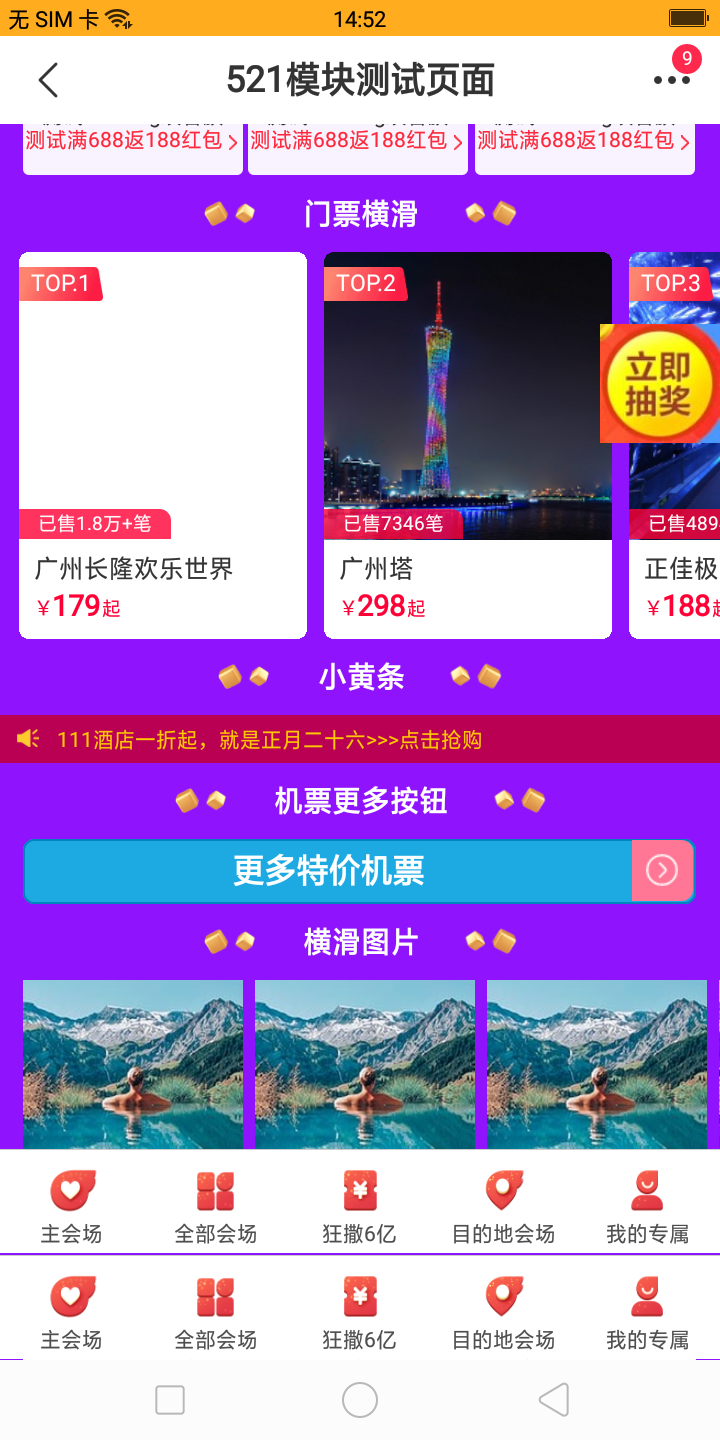 无 SIM 卡
14:52
521模块测试页面
9
测试满688返188红包
测试满688返188红包
测试满688返188红包
门票横滑
TOP.1
TOP.2
TOP.3
立即
抽奖
已售1.8万+笔
已售7346笔
已售489
广州长隆欢乐世界
广州塔
正佳极
¥179起
¥298起
¥188起
小黄条
111酒店一折起，就是正月二十六>>>点击抢购
机票更多按钮
更多特价机票
横滑图片
主会场
全部会场
狂撒6亿
目的地会场
我的专属
主会场
全部会场
狂撒6亿
目的地会场
我的专属